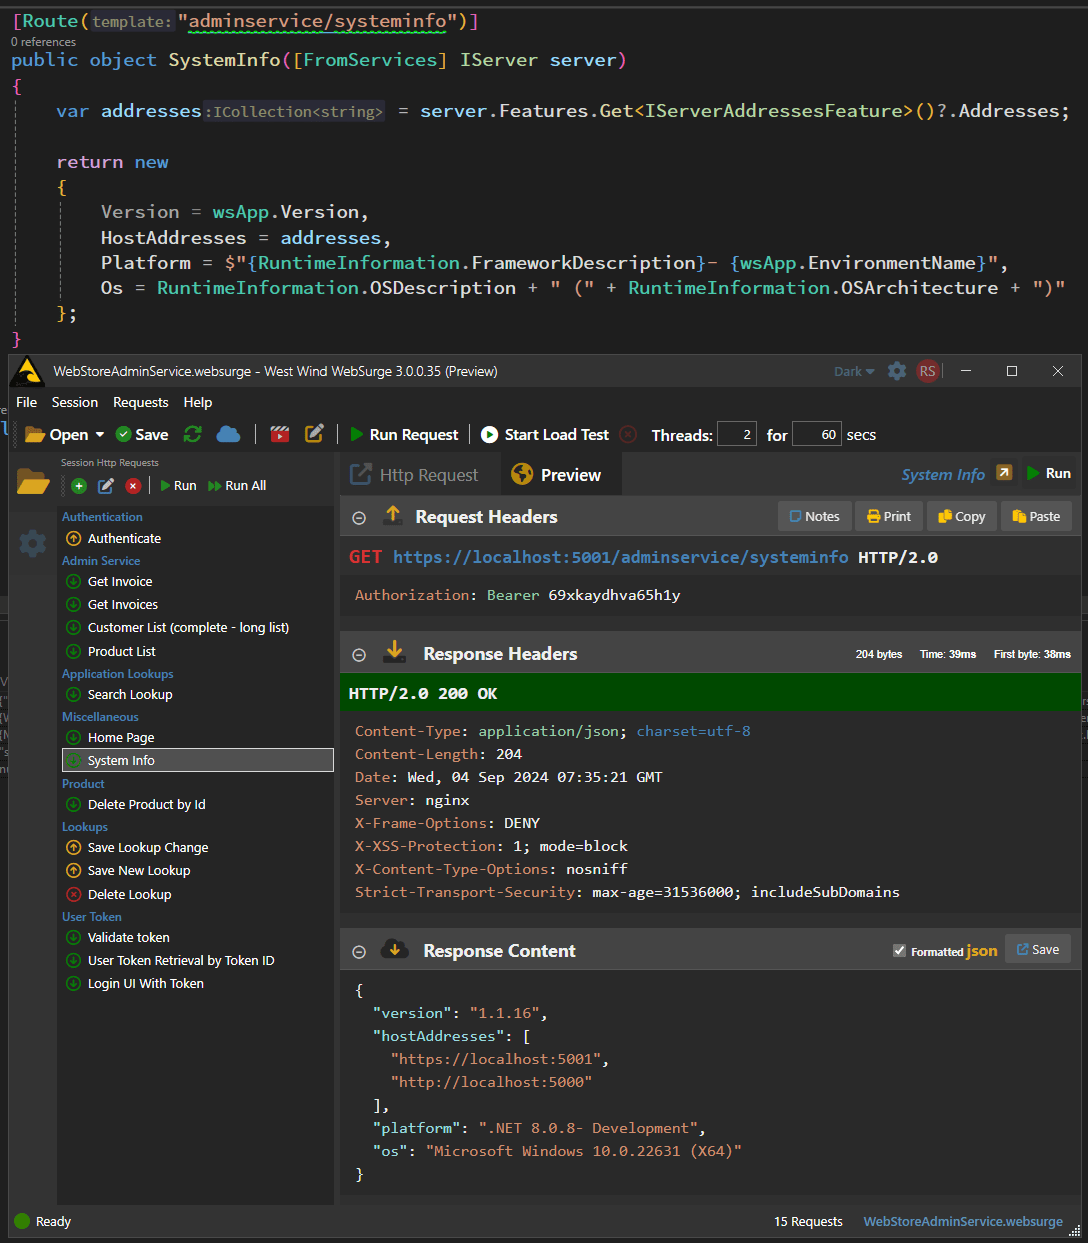 [Route(template:"adminservice/systeminfo")]
0 references
public object SystemInfo([FromServices] IServer server)
{
var addresses:ICollection<string> = server.Features.Get<IServerAddressesFeature>()?.Addresses;
return new
{
Version = wsApp.Version,
HostAddresses = addresses,
Platform = $"{RuntimeInformation.FrameworkDescription}- {wsApp.EnvironmentName}",
Os = RuntimeInformation.OSDescription + " (" + RuntimeInformation.OSArchitecture + ")"
};
}
WebStoreAdminService.websurge - West Wind WebSurge 3.0.0.35 (Preview)
Dark
RS
File Session Requests Help
Open Save Run Request Start Load Test Threads: 2 for 60 secs
Session Http Requests
Run Run All
Authentication
Authenticate
Admin Service
Get Invoice
Get Invoices
Customer List (complete - long list)
Product List
Application Lookups
Search Lookup
Miscellaneous
Home Page
System Info
Product
Delete Product by Id
Lookups
Save Lookup Change
Save New Lookup
Delete Lookup
User Token
Validate token
User Token Retrieval by Token ID
Login UI With Token
Http Request Preview System Info Run
Request Headers Notes Print Copy Paste
GET https://localhost:5001/adminservice/systeminfo HTTP/2.0
Authorization: Bearer 69xkaydhva65h1y
Response Headers 204 bytes Time: 39ms First byte: 38ms
HTTP/2.0 200 OK
Content-Type: application/json; charset=utf-8
Content-Length: 204
Date: Wed, 04 Sep 2024 07:35:21 GMT
Server: nginx
X-Frame-Options: DENY
X-XSS-Protection: 1; mode=block
X-Content-Type-Options: nosniff
Strict-Transport-Security: max-age=31536000; includeSubDomains
Response Content Formatted json Save
{
"version": "1.1.16",
"hostAddresses": [
"https://localhost:5001",
"http://localhost:5000"
],
"platform": ".NET 8.0.8- Development",
"os": "Microsoft Windows 10.0.22631 (X64)"
}
Ready 15 Requests WebStoreAdminService.websurge